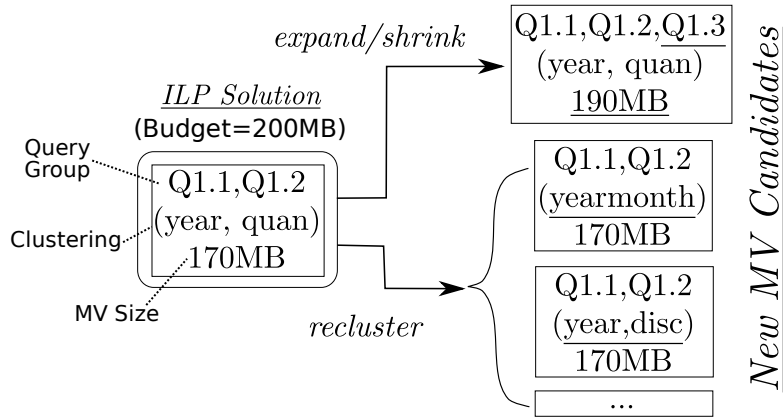 expand/shrink
ILP Solution
(Budget=200MB)
Query
Group
Q1.1,Q1.2
(year, quan)
170MB
Clustering
MV Size
recluster
Q1.1,Q1.2,Q1.3
(year, quan)
190MB
Q1.1,Q1.2
(yearmonth)
170MB
Q1.1,Q1.2
(year,disc)
170MB
...
New MV Candidates